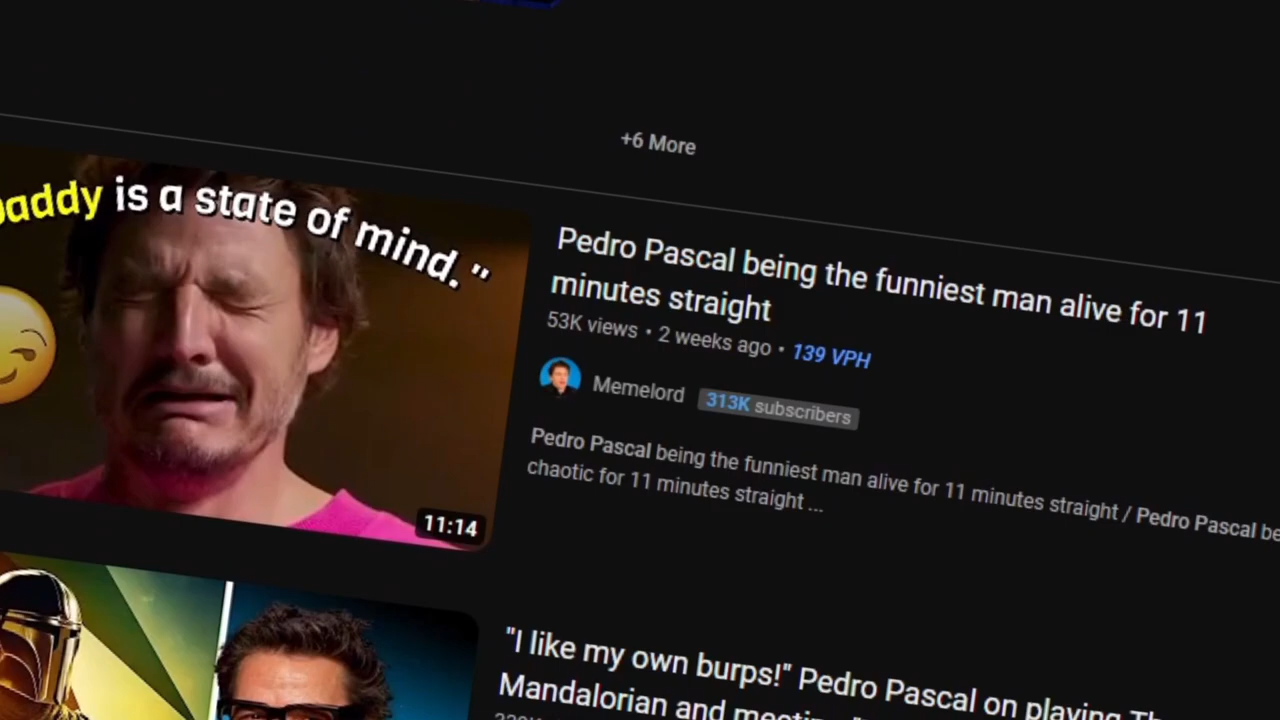 +6 More
addy is a state of mind."
Pedro Pascal being the funniest man alive for 11
minutes straight
53K views • 2 weeks ago • 139 VPH
Memelord 313K subscribers
Pedro Pascal being the funniest man alive for 11 minutes straight / Pedro Pascal be
chaotic for 11 minutes straight ...
11:14
"I like my own burps!" Pedro Pascal on playing Th
Mandalorian and